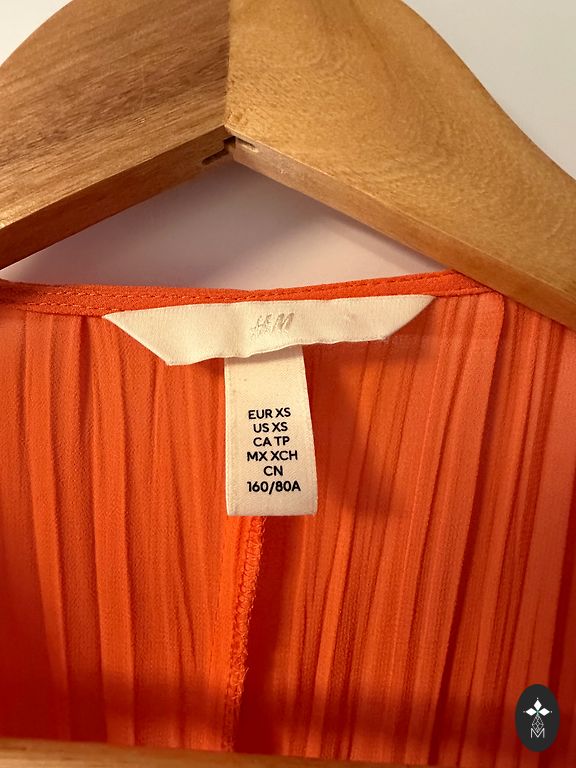 H&M
EUR XS
US XS
CA TP
MX XCH
CN
160/80A